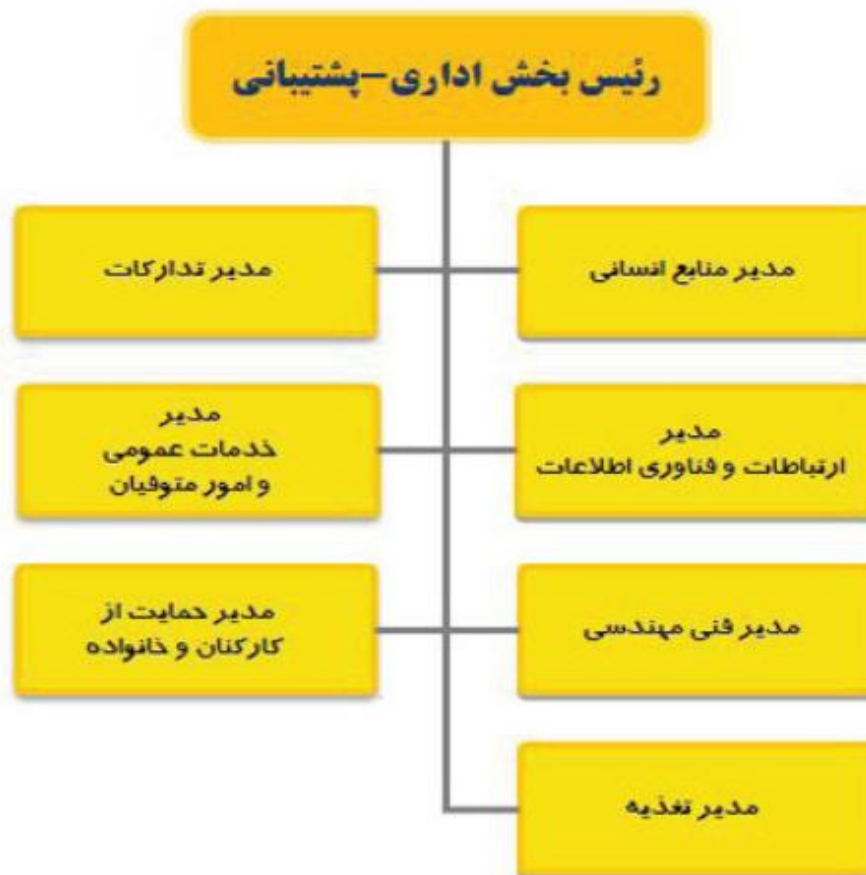 رئیس بخش اداری-پشتیبانی
مدیر منابع انسانی
مدیر تدارکات
مدیر
ارتباطات و فناوری اطلاعات
مدیر
خدمات عمومی
و امور متوفیان
مدیر فنی مهندسی
مدیر حمایت از
کارکنان و خانواده
مدیر تغذیه